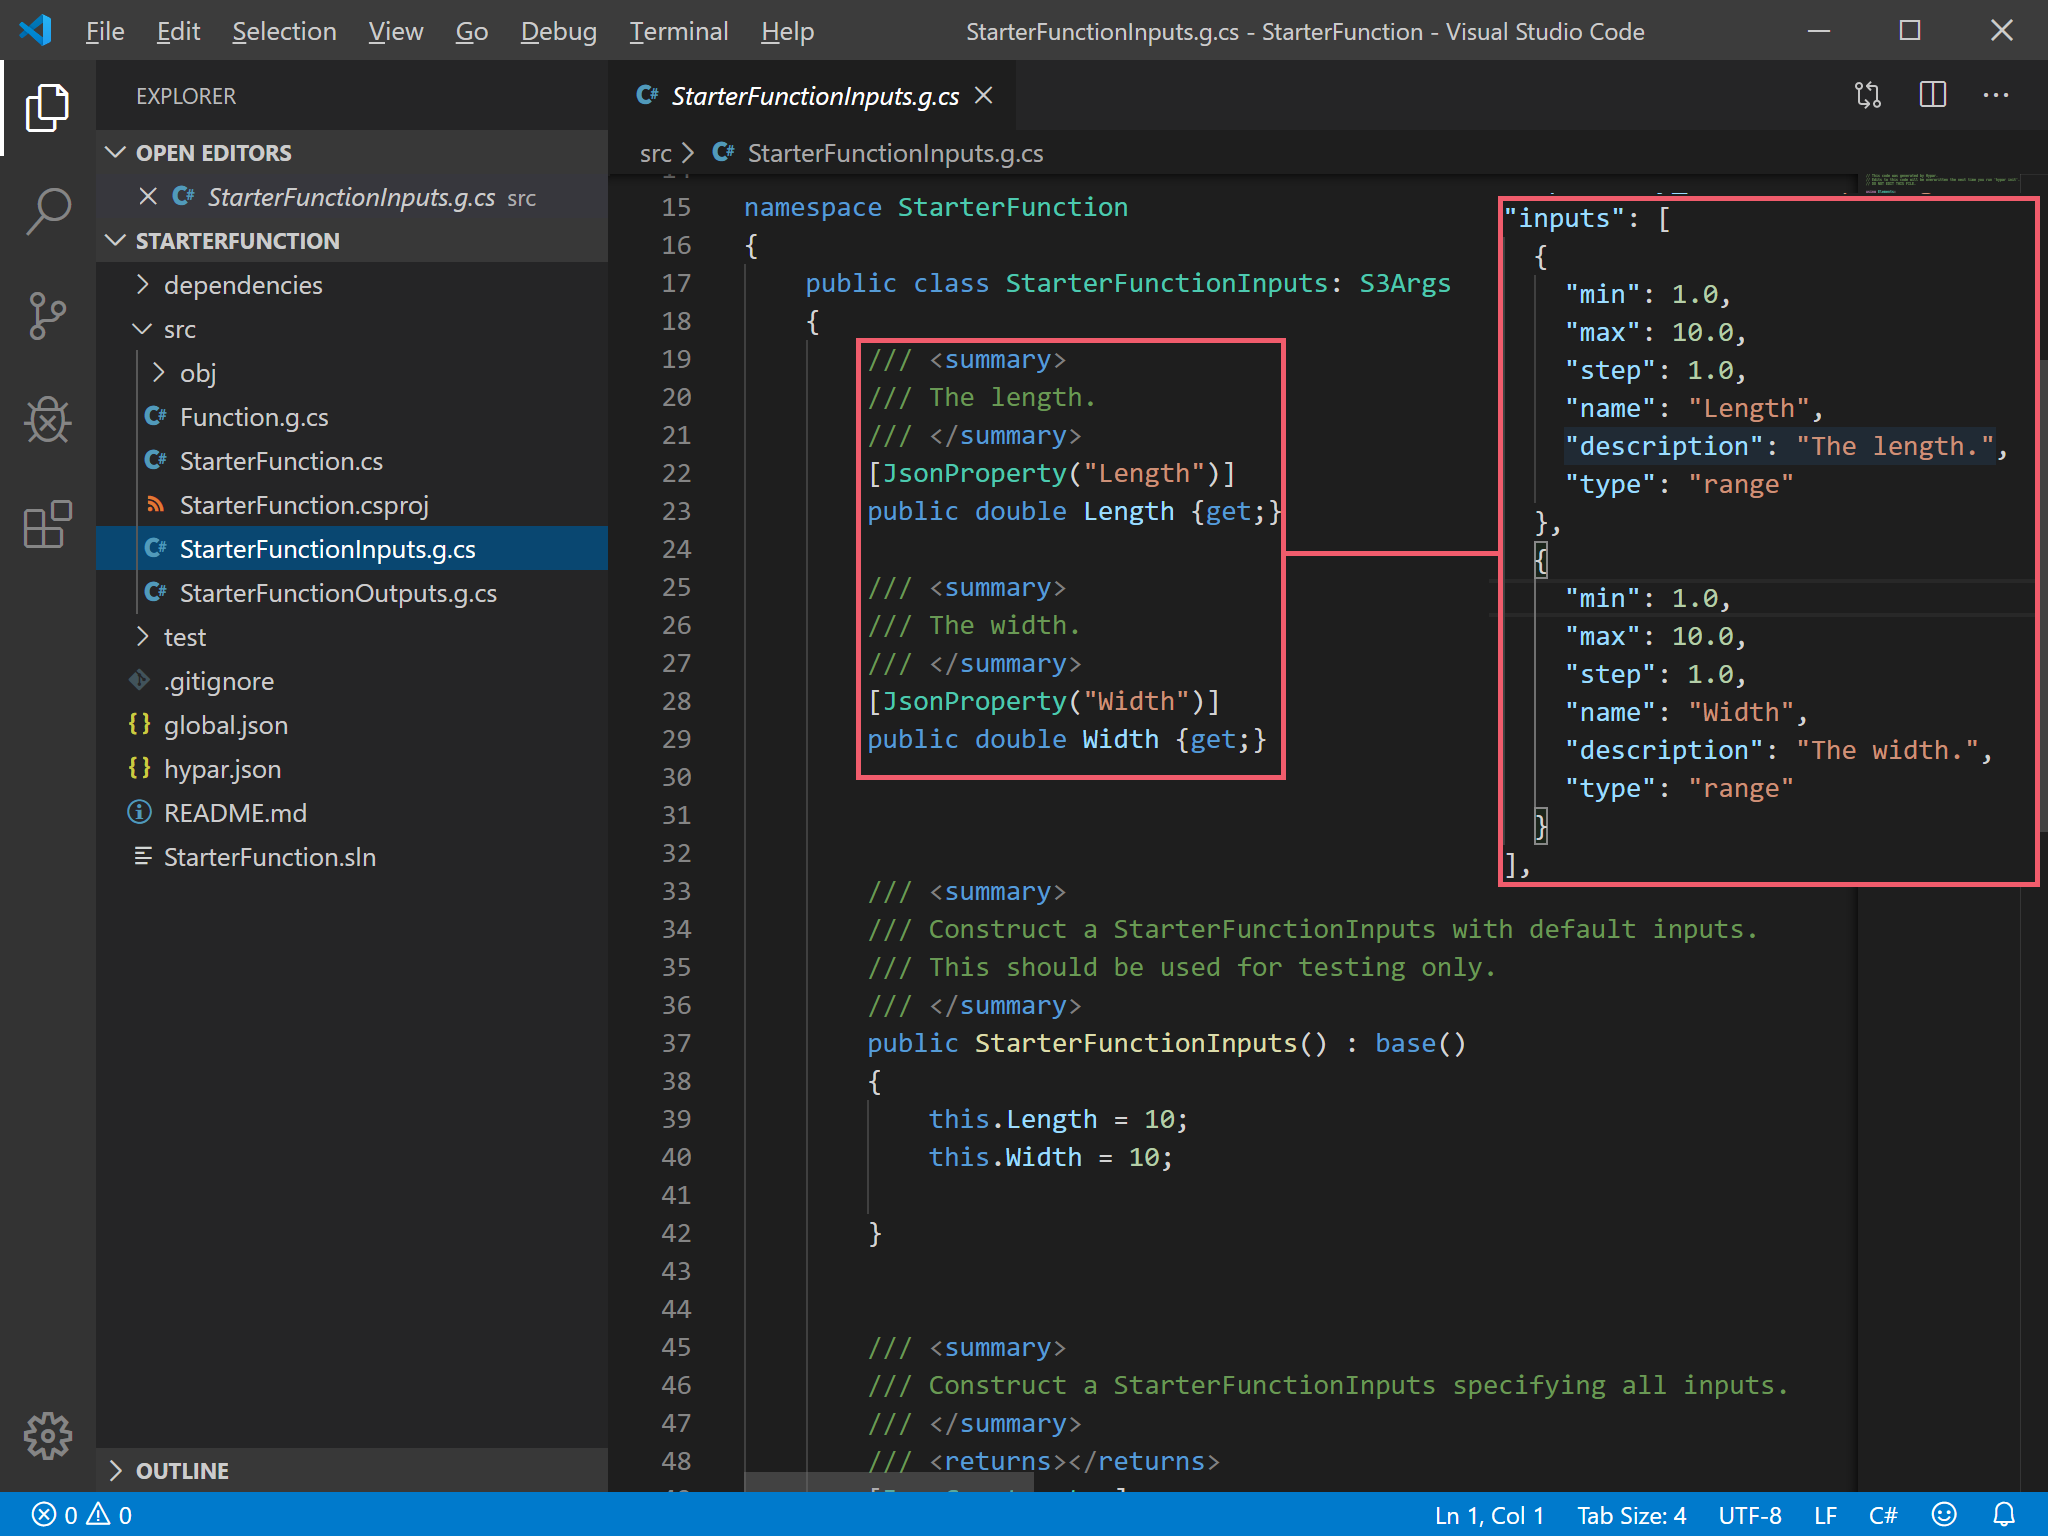 File Edit Selection View Go Debug Terminal Help StarterFunctionInputs.g.cs - StarterFunction - Visual Studio Code
EXPLORER
OPEN EDITORS
StarterFunctionInputs.g.cs src
STARTERFUNCTION
dependencies
src
obj
Function.g.cs
StarterFunction.cs
StarterFunction.csproj
StarterFunctionInputs.g.cs
StarterFunctionOutputs.g.cs
test
.gitignore
global.json
hypar.json
README.md
StarterFunction.sln
OUTLINE
StarterFunctionInputs.g.cs
src > StarterFunctionInputs.g.cs
15 namespace StarterFunction
16 {
17 public class StarterFunctionInputs: S3Args
18 {
19 /// <summary>
20 /// The length.
21 /// </summary>
22 [JsonProperty("Length")]
23 public double Length {get;}
24
25 /// <summary>
26 /// The width.
27 /// </summary>
28 [JsonProperty("Width")]
29 public double Width {get;}
30
31
32
33 /// <summary>
34 /// Construct a StarterFunctionInputs with default inputs.
35 /// This should be used for testing only.
36 /// </summary>
37 public StarterFunctionInputs() : base()
38 {
39 this.Length = 10;
40 this.Width = 10;
41
42 }
43
44
45 /// <summary>
46 /// Construct a StarterFunctionInputs specifying all inputs.
47 /// </summary>
48 /// <returns></returns>
"inputs": [
{
"min": 1.0,
"max": 10.0,
"step": 1.0,
"name": "Length",
"description": "The length.",
"type": "range"
},
{
"min": 1.0,
"max": 10.0,
"step": 1.0,
"name": "Width",
"description": "The width.",
"type": "range"
}
],
0 0 Ln 1, Col 1 Tab Size: 4 UTF-8 LF C#